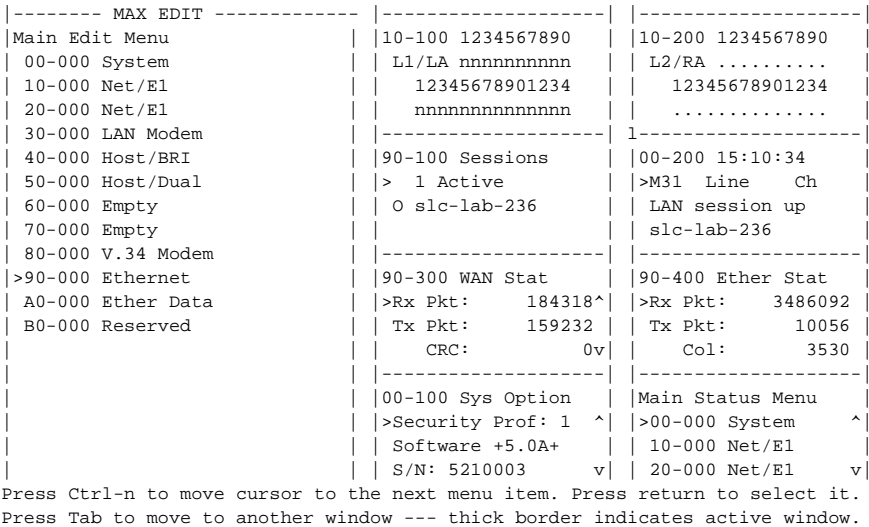 |-------- MAX EDIT ------------- |--------------------| |--------------------|
|Main Edit Menu                 | |10-100 1234567890   | |10-200 1234567890   |
| 00-000 System                 | | L1/LA nnnnnnnnnn   | | L2/RA ..........   |
| 10-000 Net/E1                 | |   12345678901234   | |   12345678901234   |
| 20-000 Net/E1                 | |   nnnnnnnnnnnnnn   | |   ..............   |
| 30-000 LAN Modem              | |--------------------| l--------------------|
| 40-000 Host/BRI               | |90-100 Sessions     | |00-200 15:10:34     |
| 50-000 Host/Dual              | |>  1 Active         | |>M31  Line    Ch    |
| 60-000 Empty                  | | O slc-lab-236      | | LAN session up     |
| 70-000 Empty                  | |                    | | slc-lab-236        |
| 80-000 V.34 Modem             | |--------------------| |--------------------|
|>90-000 Ethernet               | |90-300 WAN Stat     | |90-400 Ether Stat   |
| A0-000 Ether Data             | |>Rx Pkt:     184318^| |>Rx Pkt:    3486092 |
| B0-000 Reserved               | | Tx Pkt:     159232 | | Tx Pkt:      10056 |
|                               | |    CRC:          0v| |    Col:       3530 |
|                               | |--------------------| |--------------------|
|                               | |00-100 Sys Option   | |Main Status Menu    |
|                               | |>Security Prof: 1  ^| |>00-000 System     ^|
|                               | | Software +5.0A+    | | 10-000 Net/E1      |
|                               | | S/N: 5210003      v| | 20-000 Net/E1     v|
Press Ctrl-n to move cursor to the next menu item. Press return to select it.
Press Tab to move to another window --- thick border indicates active window.